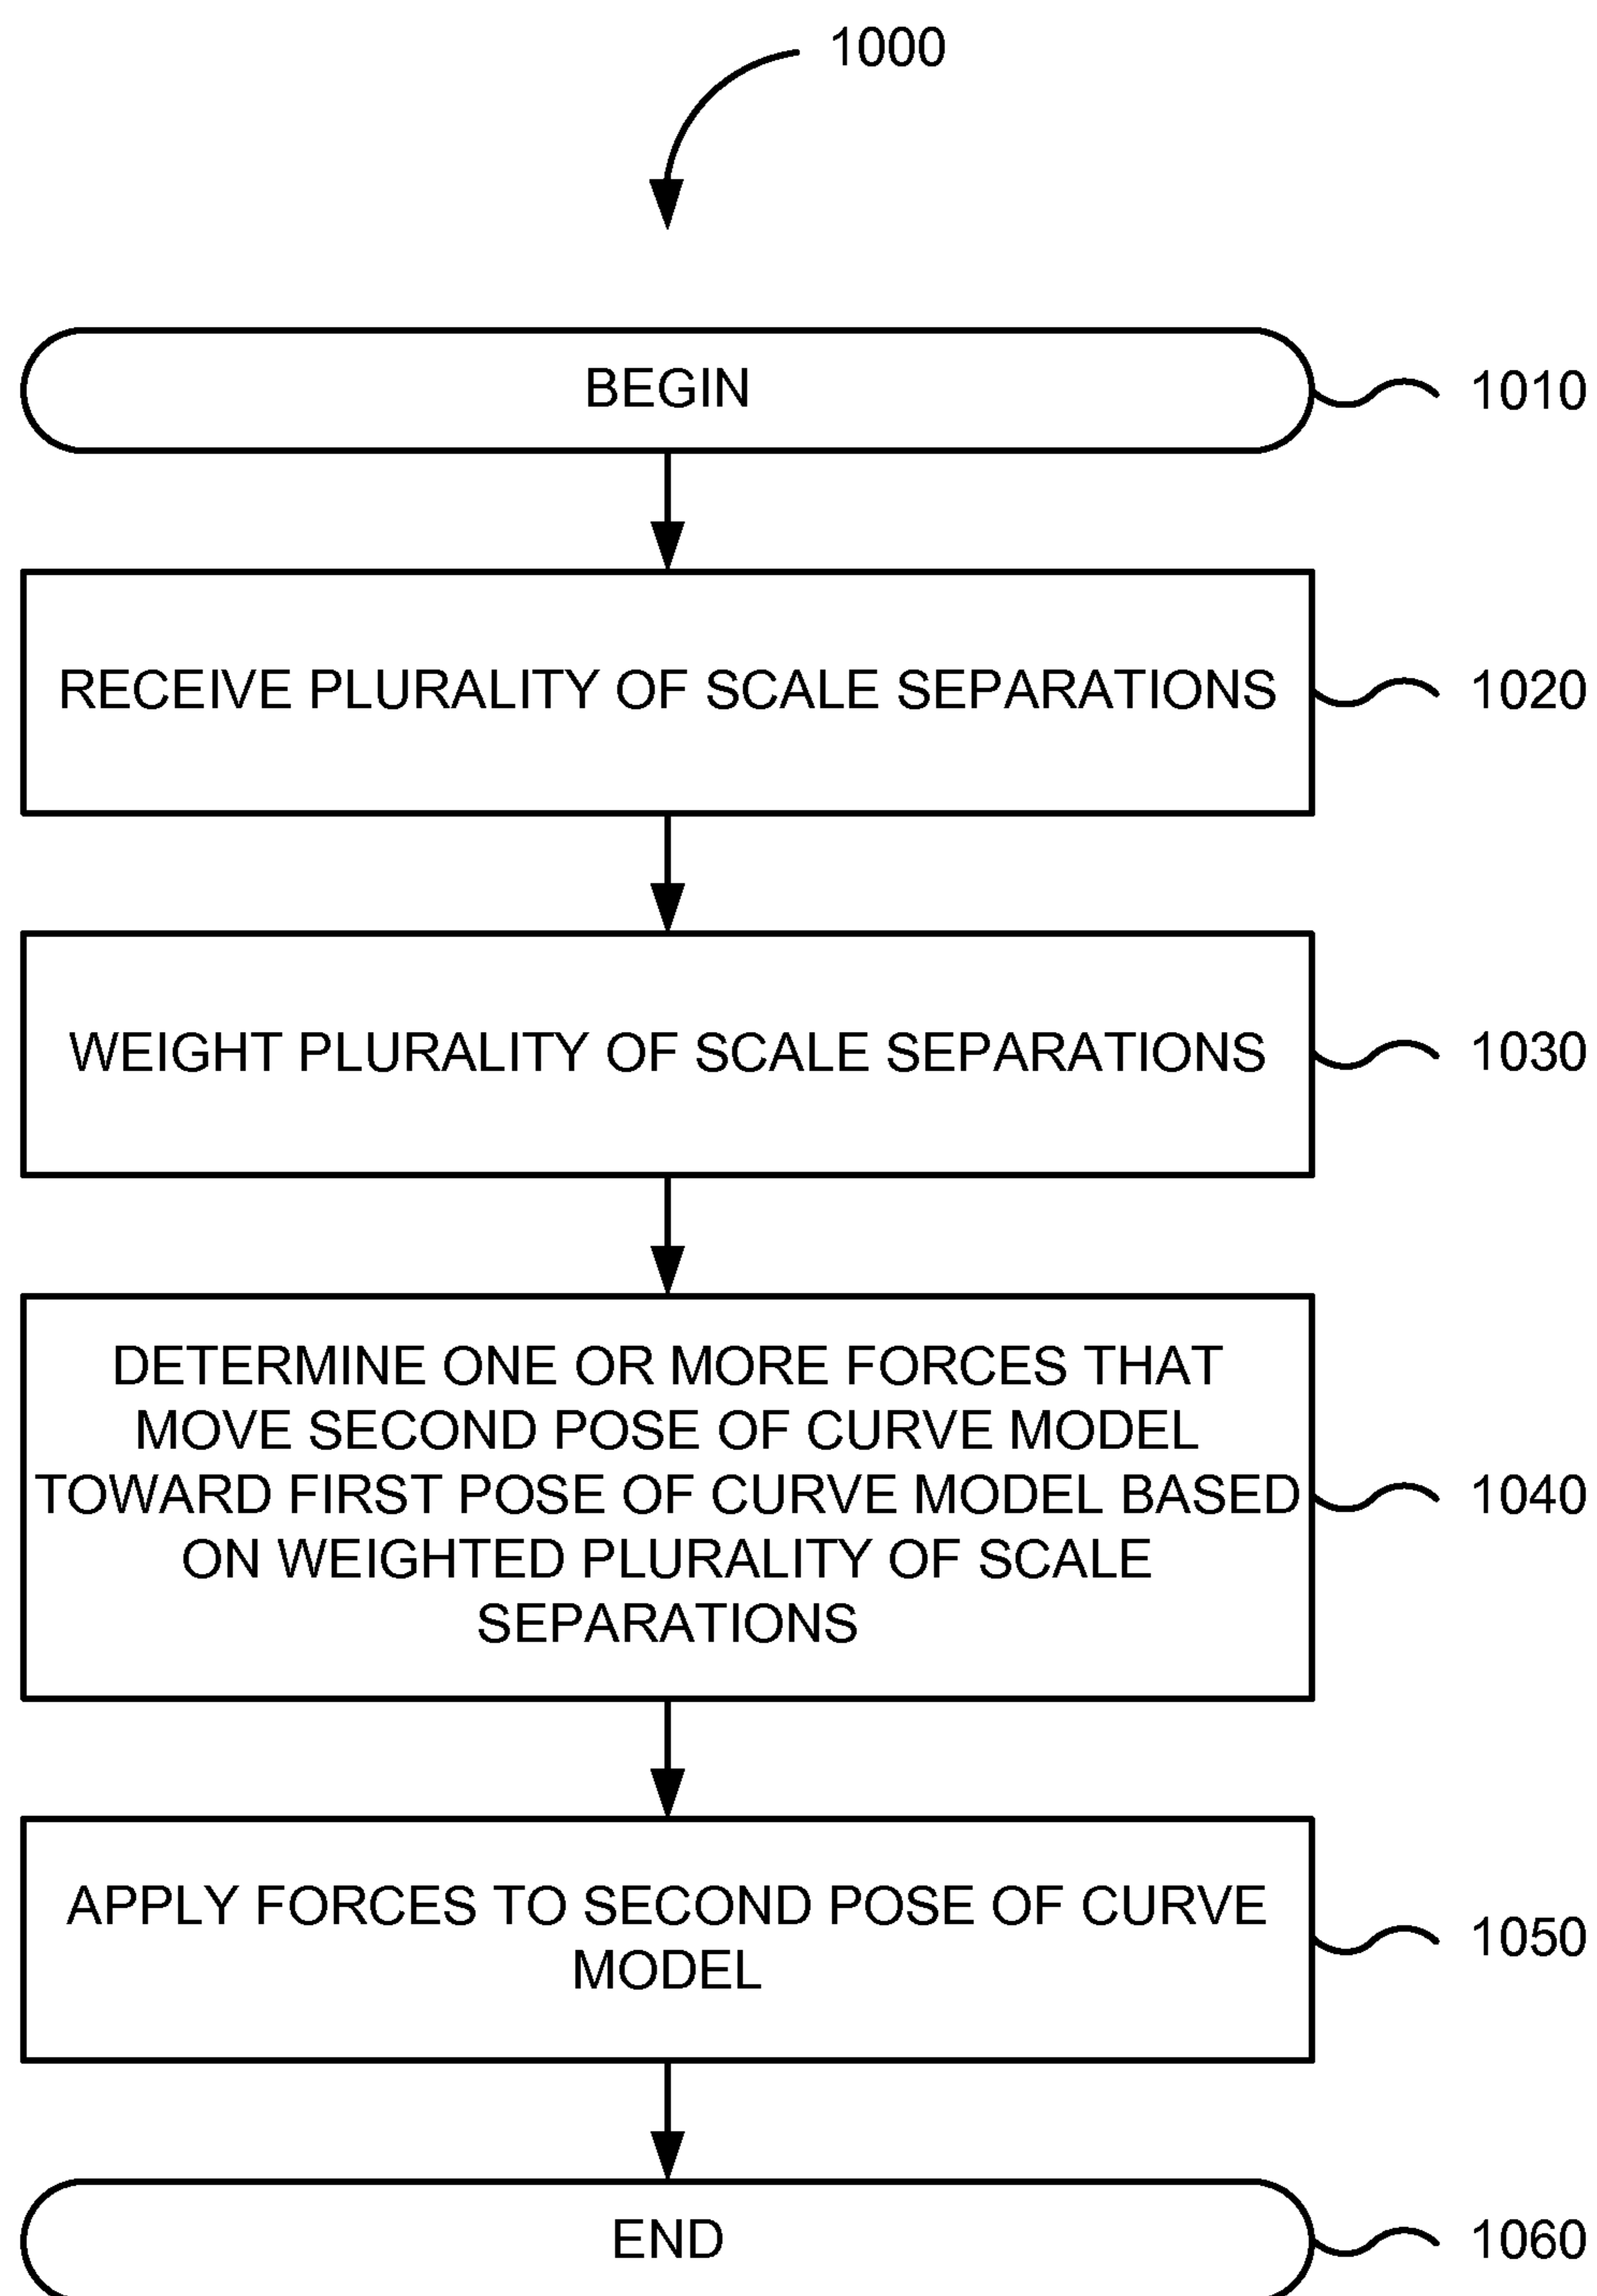 1000
BEGIN
1010
RECEIVE PLURALITY OF SCALE SEPARATIONS
1020
WEIGHT PLURALITY OF SCALE SEPARATIONS
1030
DETERMINE ONE OR MORE FORCES THAT
MOVE SECOND POSE OF CURVE MODEL
TOWARD FIRST POSE OF CURVE MODEL BASED
ON WEIGHTED PLURALITY OF SCALE
SEPARATIONS
1040
APPLY FORCES TO SECOND POSE OF CURVE
MODEL
1050
END
1060